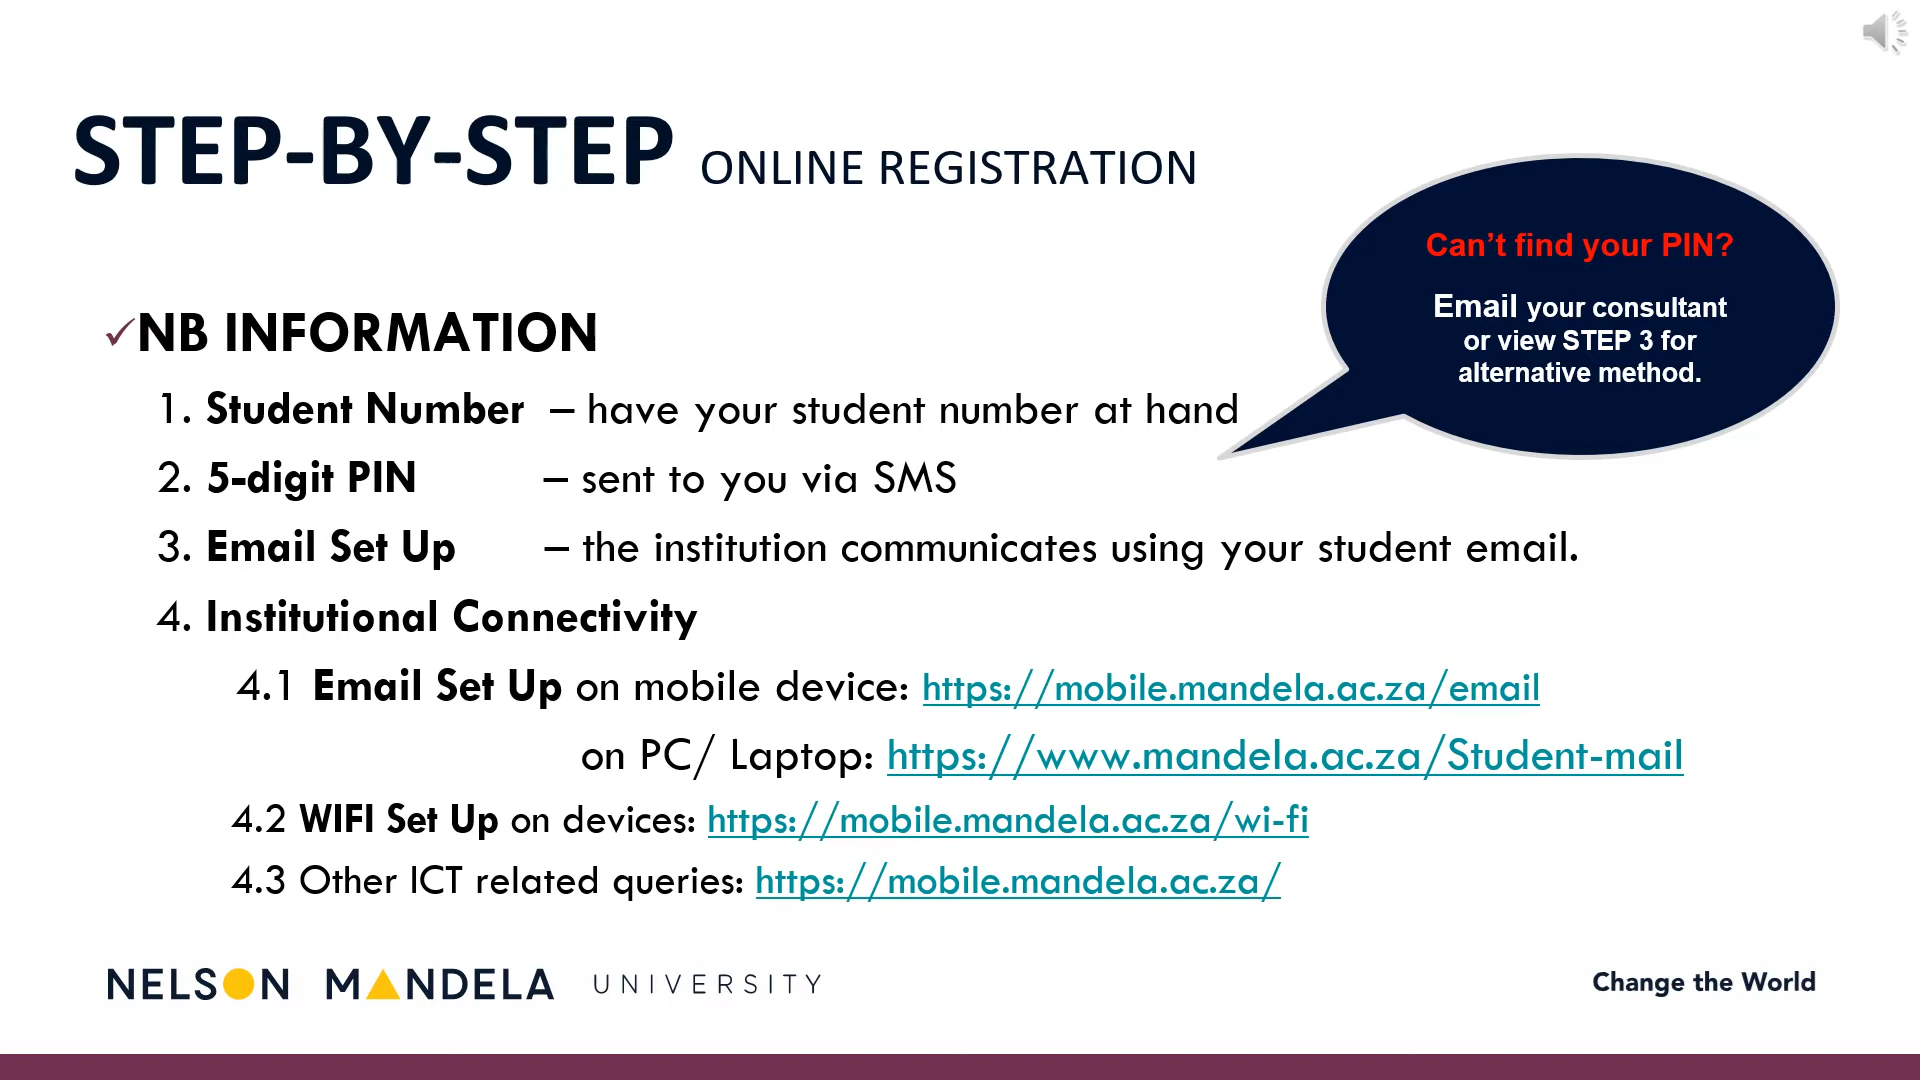 STEP-BY-STEP ONLINE REGISTRATION
Can't find your PIN?
Email your consultant
or view STEP 3 for
alternative method.
✓NB INFORMATION
1. Student Number – have your student number at hand
2. 5-digit PIN – sent to you via SMS
3. Email Set Up – the institution communicates using your student email.
4. Institutional Connectivity
4.1 Email Set Up on mobile device: https://mobile.mandela.ac.za/email
on PC/ Laptop: https://www.mandela.ac.za/Student-mail
4.2 WIFI Set Up on devices: https://mobile.mandela.ac.za/wi-fi
4.3 Other ICT related queries: https://mobile.mandela.ac.za/
NELSON MANDELA UNIVERSITY
Change the World